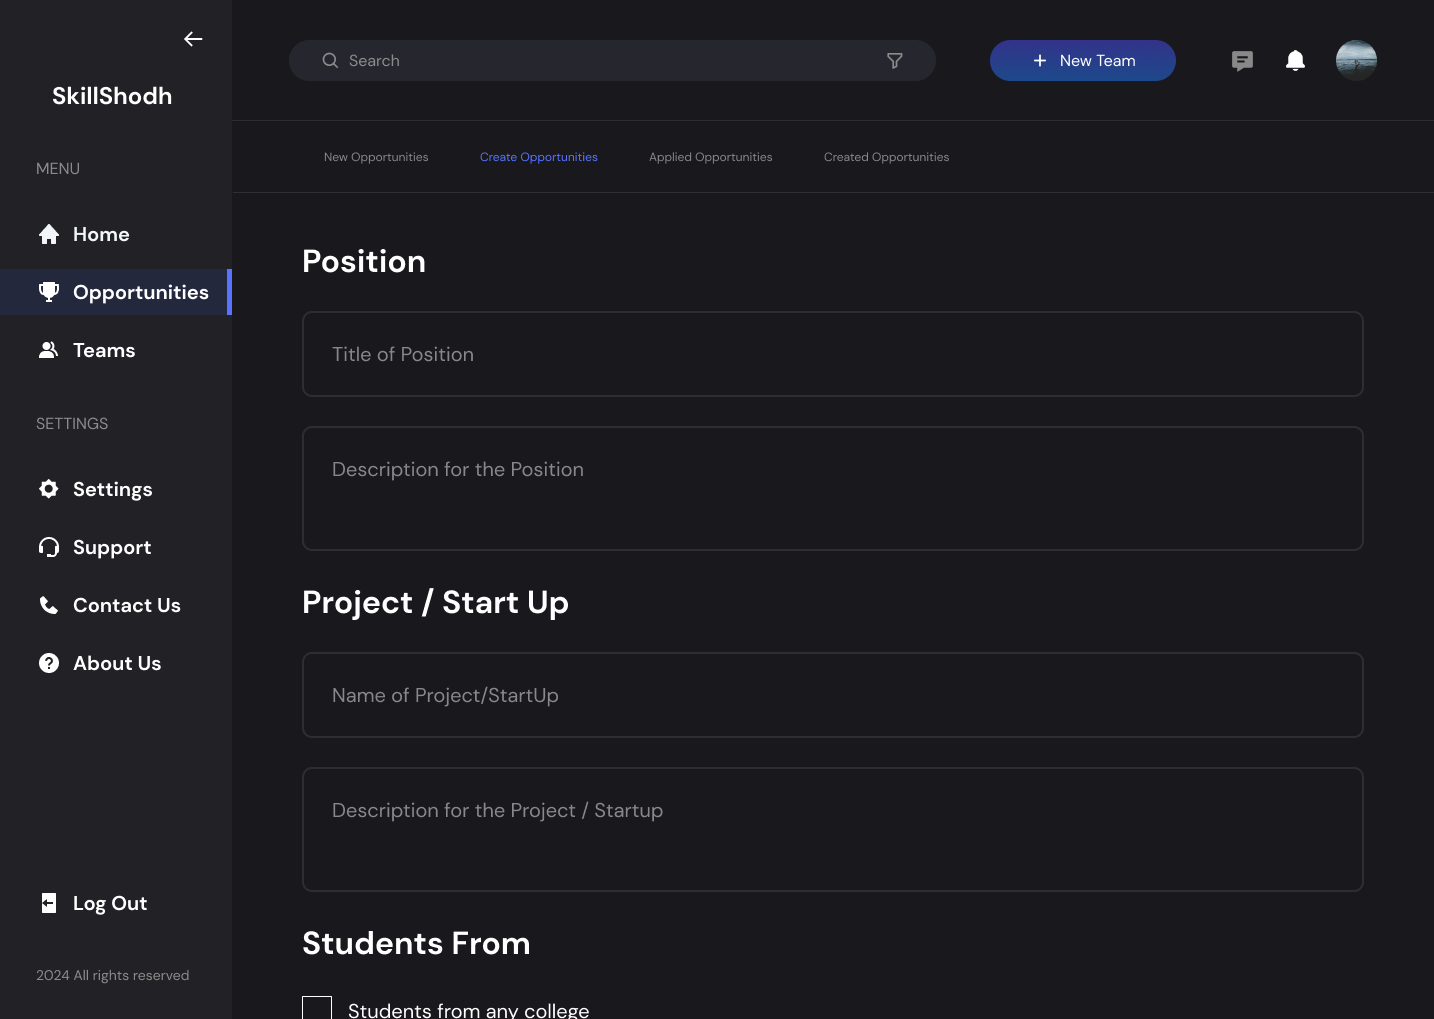 SkillShodh
MENU
Home
Opportunities
Teams
SETTINGS
Settings
Support
Contact Us
About Us
Log Out
2024 All rights reserved
Search
New Team
New Opportunities
Create Opportunities
Applied Opportunities
Created Opportunities
Position
Title of Position
Description for the Position
Project / Start Up
Name of Project/StartUp
Description for the Project / Startup
Students From
Students from any college